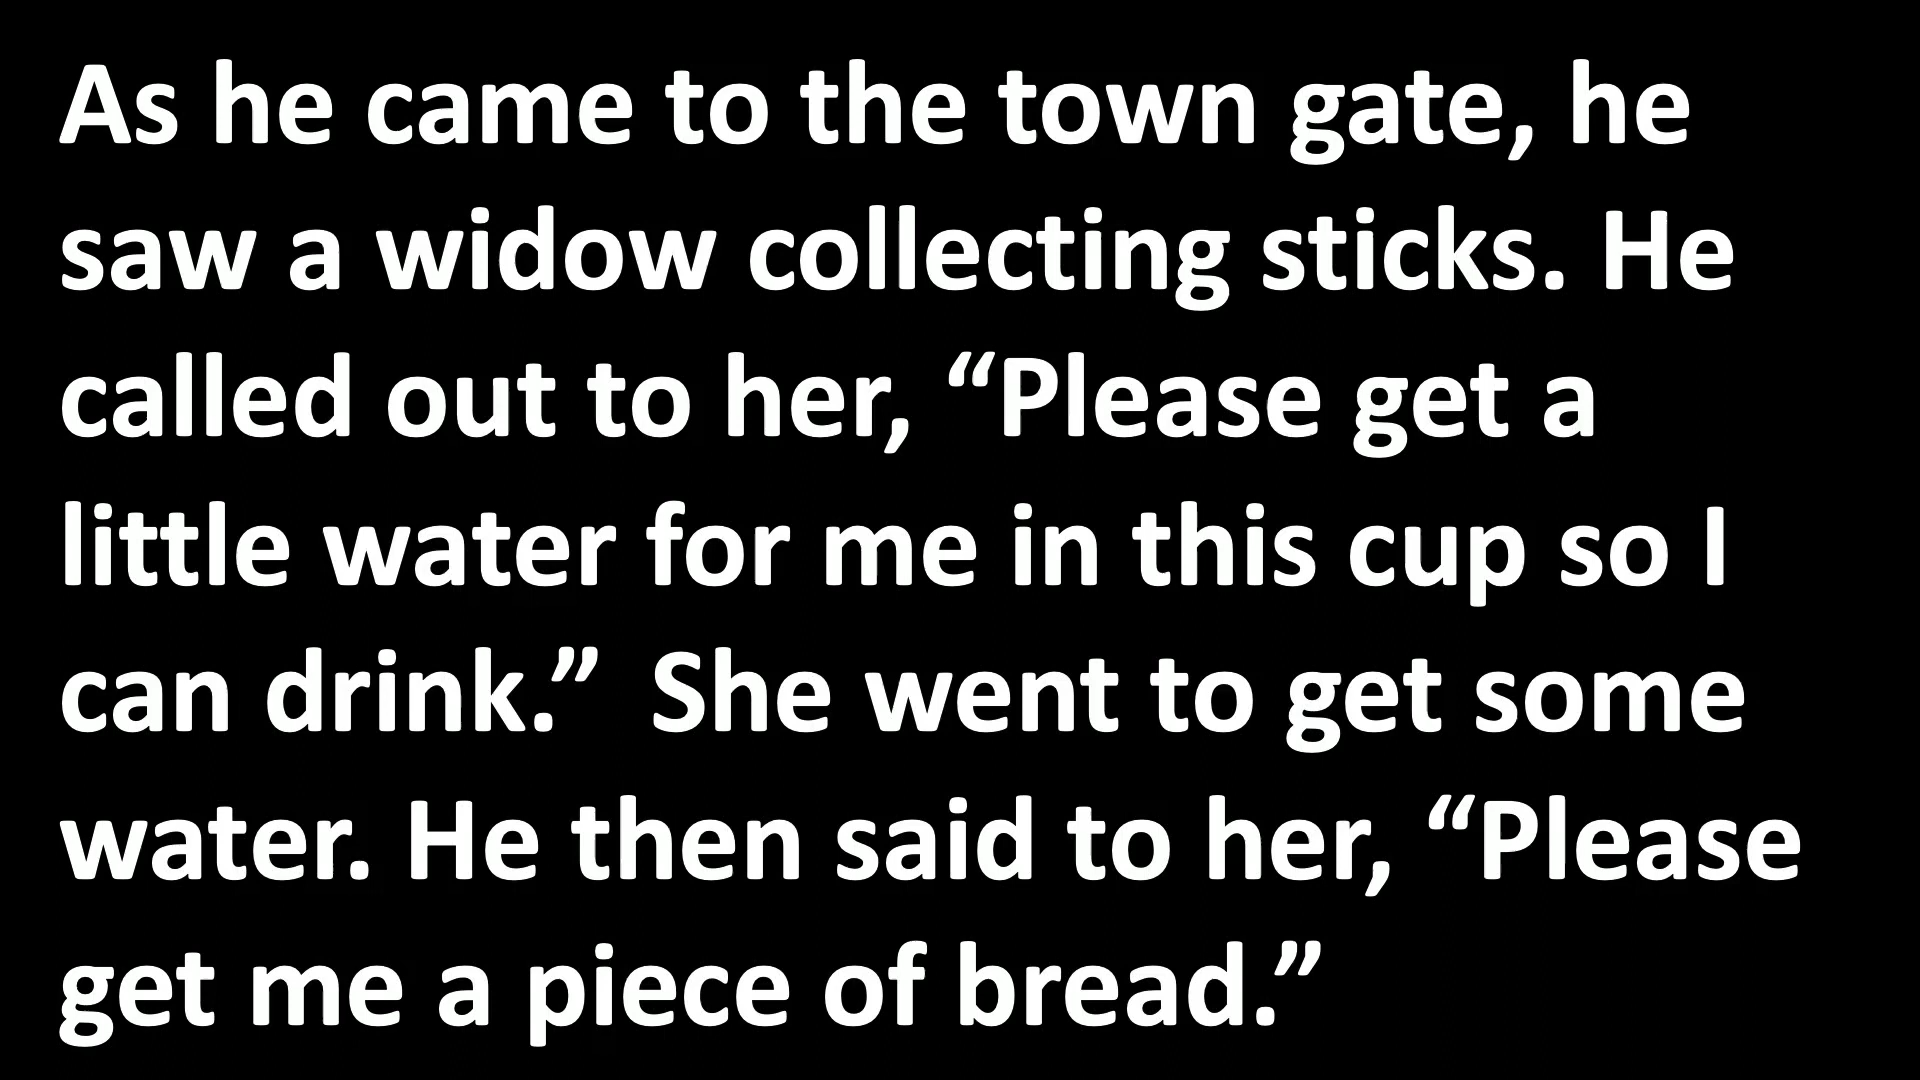 As he came to the town gate, he
saw a widow collecting sticks. He
called out to her, “Please get a
little water for me in this cup so I
can drink.”  She went to get some
water. He then said to her, “Please
get me a piece of bread.”